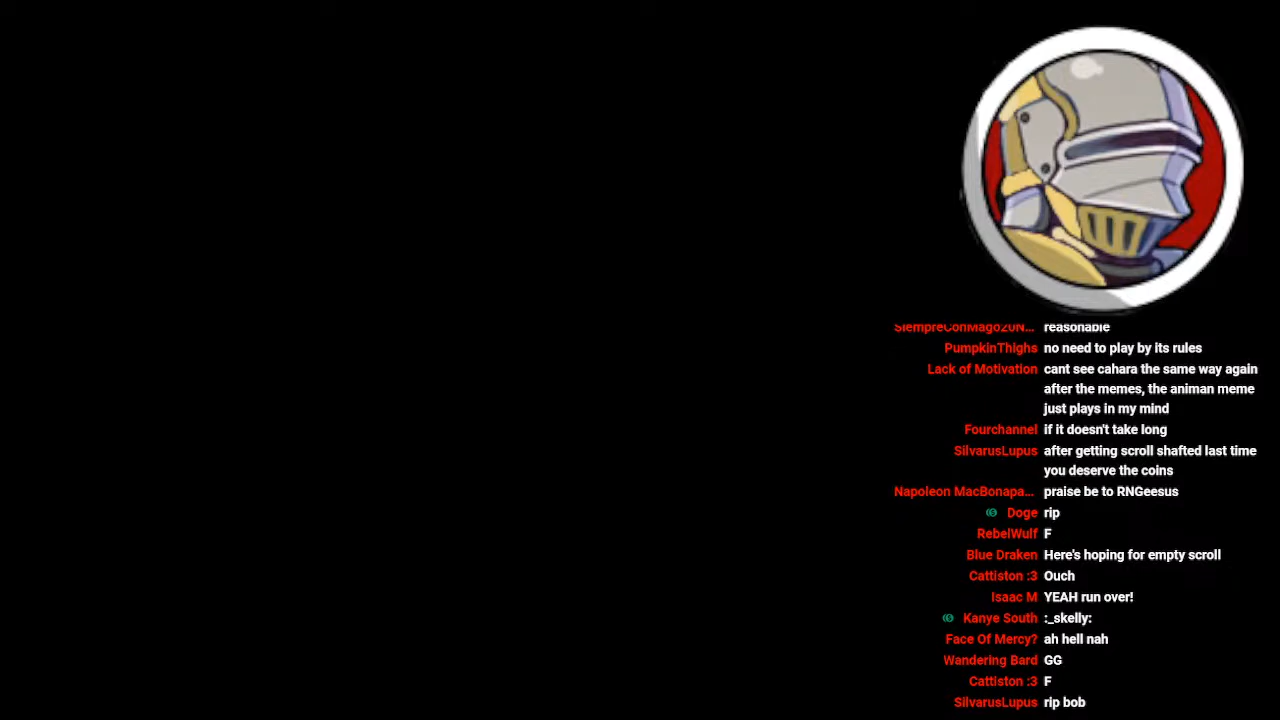 SiempreConMago20N... reasonable
PumpkinThighs no need to play by its rules
Lack of Motivation cant see cahara the same way again
after the memes, the animan meme
just plays in my mind
Fourchannel if it doesn't take long
SilvarusLupus after getting scroll shafted last time
you deserve the coins
Napoleon MacBonapa... praise be to RNGeesus
Doge rip
RebelWulf F
Blue Draken Here's hoping for empty scroll
Cattiston :3 Ouch
Isaac M YEAH run over!
Kanye South :_skelly:
Face Of Mercy? ah hell nah
Wandering Bard GG
Cattiston :3 F
SilvarusLupus rip bob